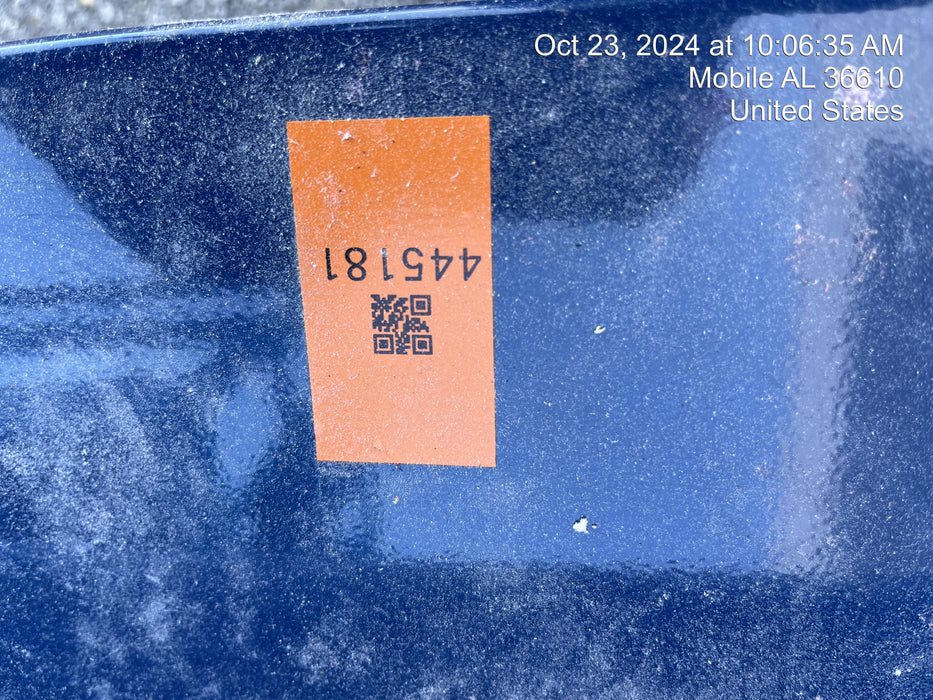 Oct 23, 2024 at 10:06:35 AM
Mobile AL 36610
United States
445181